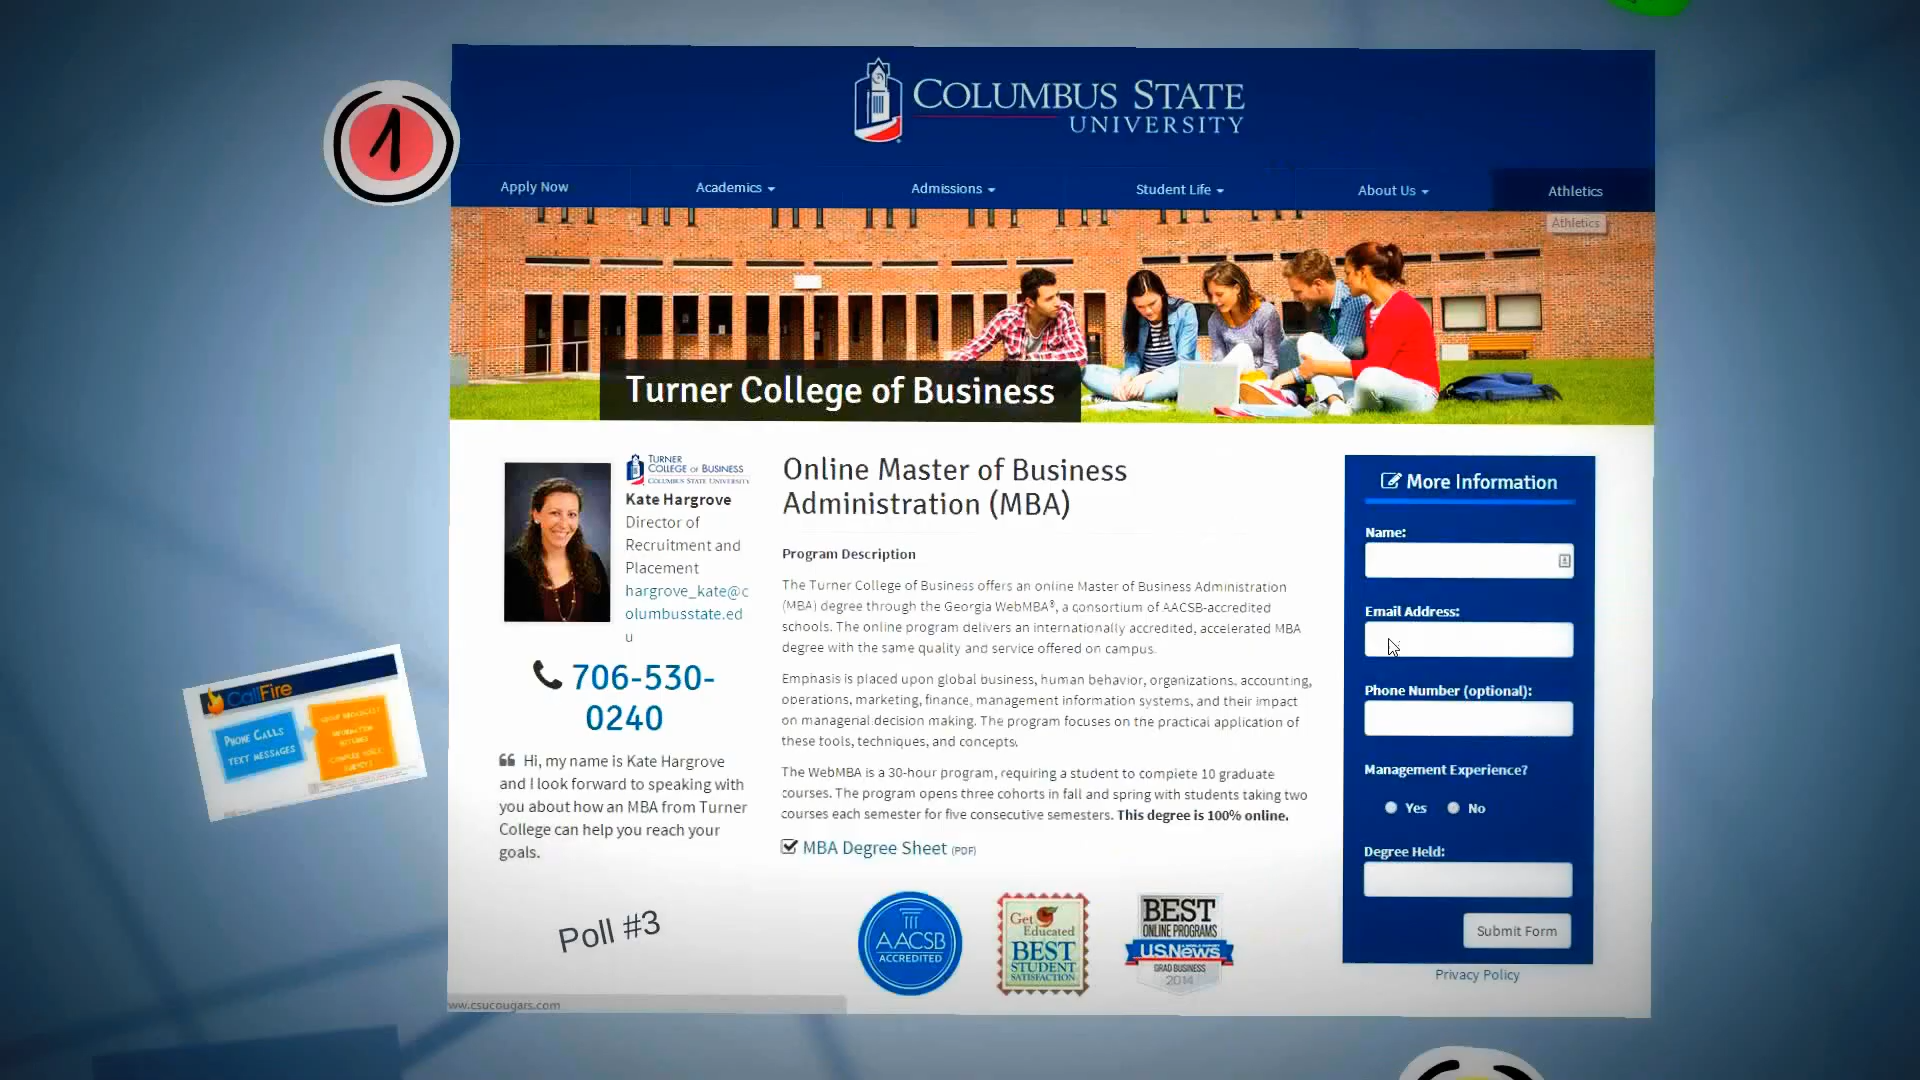 1
COLUMBUS STATE
UNIVERSITY
Apply Now
Academics
Admissions
Student Life
About Us
Athletics
Athletics
Turner College of Business
TURNER
COLLEGE OF BUSINESS
COLUMBUS STATE UNIVERSITY
Kate Hargrove
Director of
Recruitment and
Placement
hargrove_kate@c
olumbusstate.ed
u
706-530-
0240
Hi, my name is Kate Hargrove
and I look forward to speaking with
you about how an MBA from Turner
College can help you reach your
goals.
Poll #3
Online Master of Business
Administration (MBA)
Program Description
The Turner College of Business offers an online Master of Business Administration
(MBA) degree through the Georgia WebMBA®, a consortium of AACSB-accredited
schools. The online program delivers an internationally accredited, accelerated MBA
degree with the same quality and service offered on campus.
Emphasis is placed upon global business, human behavior, organizations, accounting,
operations, marketing, finance, management information systems, and their impact
on managerial decision making. The program focuses on the practical application of
these tools, techniques, and concepts.
The WebMBA is a 30-hour program, requiring a student to complete 10 graduate
courses. The program opens three cohorts in fall and spring with students taking two
courses each semester for five consecutive semesters. This degree is 100% online.
MBA Degree Sheet (PDF)
AACSB
ACCREDITED
Get
Educated
BEST
STUDENT
SATISFACTION
BEST
ONLINE PROGRAMS
U.S.News
GRAD BUSINESS
2014
More Information
Name:
Email Address:
Phone Number (optional):
Management Experience?
Yes
No
Degree Held:
Submit Form
Privacy Policy
www.csucougars.com
CallFire
PHONE CALLS
TEXT MESSAGES